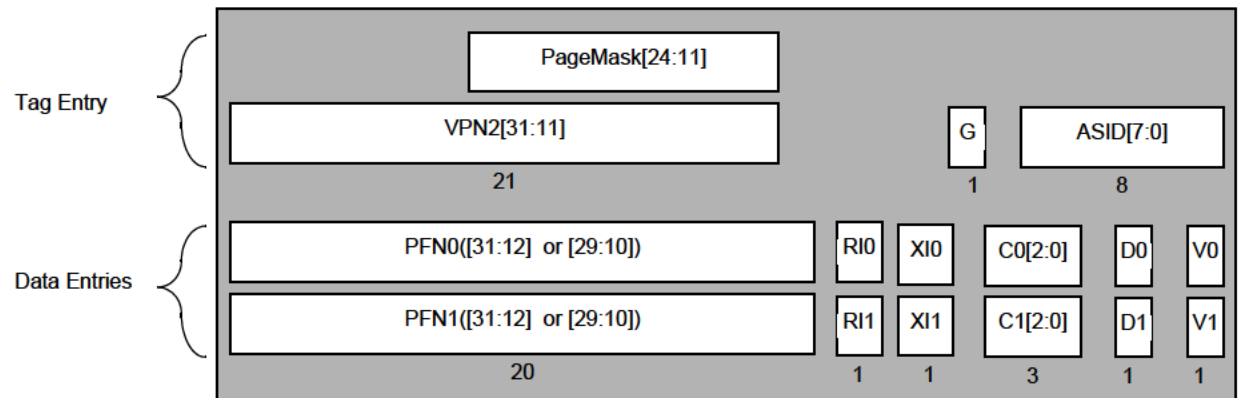 PageMask[24:11]
Tag Entry
VPN2[31:11] G ASID[7:0]
21 1 8
PFN0([31:12] or [29:10]) RI0 XI0 C0[2:0] D0 V0
Data Entries
PFN1([31:12] or [29:10]) RI1 XI1 C1[2:0] D1 V1
20 1 1 3 1 1